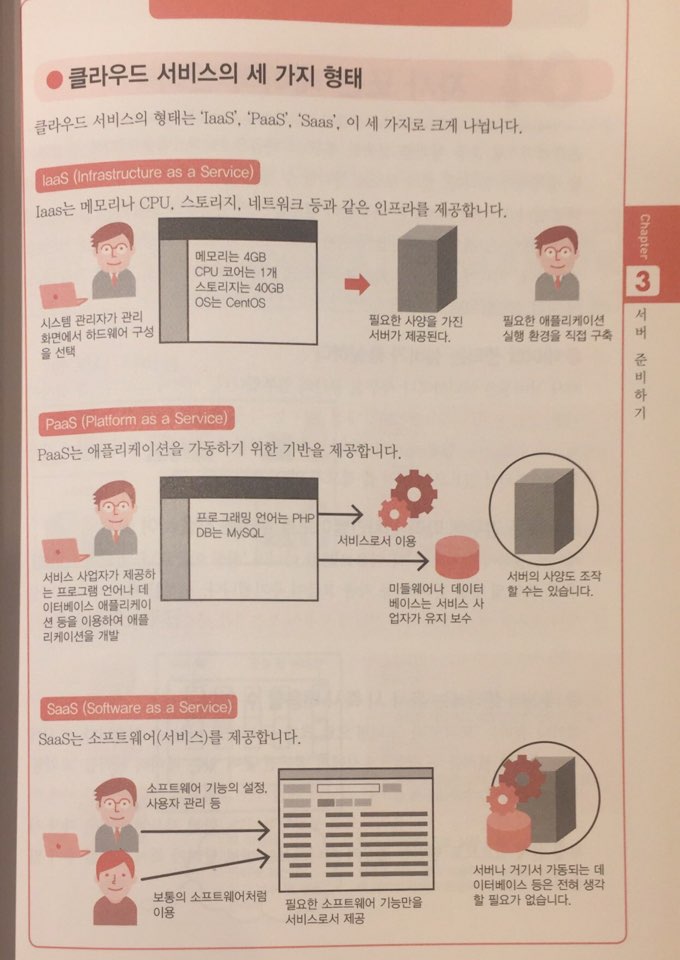 클라우드 서비스의 세 가지 형태
클라우드 서비스의 형태는 ‘IaaS’, ‘PaaS’, ‘Saas’, 이 세 가지로 크게 나뉩니다.
IaaS (Infrastructure as a Service)
Iaas는 메모리나 CPU, 스토리지, 네트워크 등과 같은 인프라를 제공합니다.
메모리는 4GB
CPU 코어는 1개
스토리지는 40GB
OS는 CentOS
시스템 관리자가 관리
화면에서 하드웨어 구성
을 선택
필요한 사양을 가진
서버가 제공된다.
필요한 애플리케이션
실행 환경을 직접 구축
PaaS (Platform as a Service)
PaaS는 애플리케이션을 가동하기 위한 기반을 제공합니다.
프로그래밍 언어는 PHP
DB는 MySQL
서비스로서 이용
서비스 사업자가 제공하
는 프로그램 언어나 데
이터베이스 애플리케이
션 등을 이용하여 애플
리케이션을 개발
미들웨어나 데이터
베이스는 서비스 사
업자가 유지 보수
서버의 사양도 조작
할 수는 있습니다.
SaaS (Software as a Service)
SaaS는 소프트웨어(서비스)를 제공합니다.
소프트웨어 기능의 설정,
사용자 관리 등
보통의 소프트웨어처럼
이용
필요한 소프트웨어 기능만을
서비스로서 제공
서버나 거기서 가동되는 데
이터베이스 등은 전혀 생각
할 필요가 없습니다.
Chapter
3
서버 준비하기